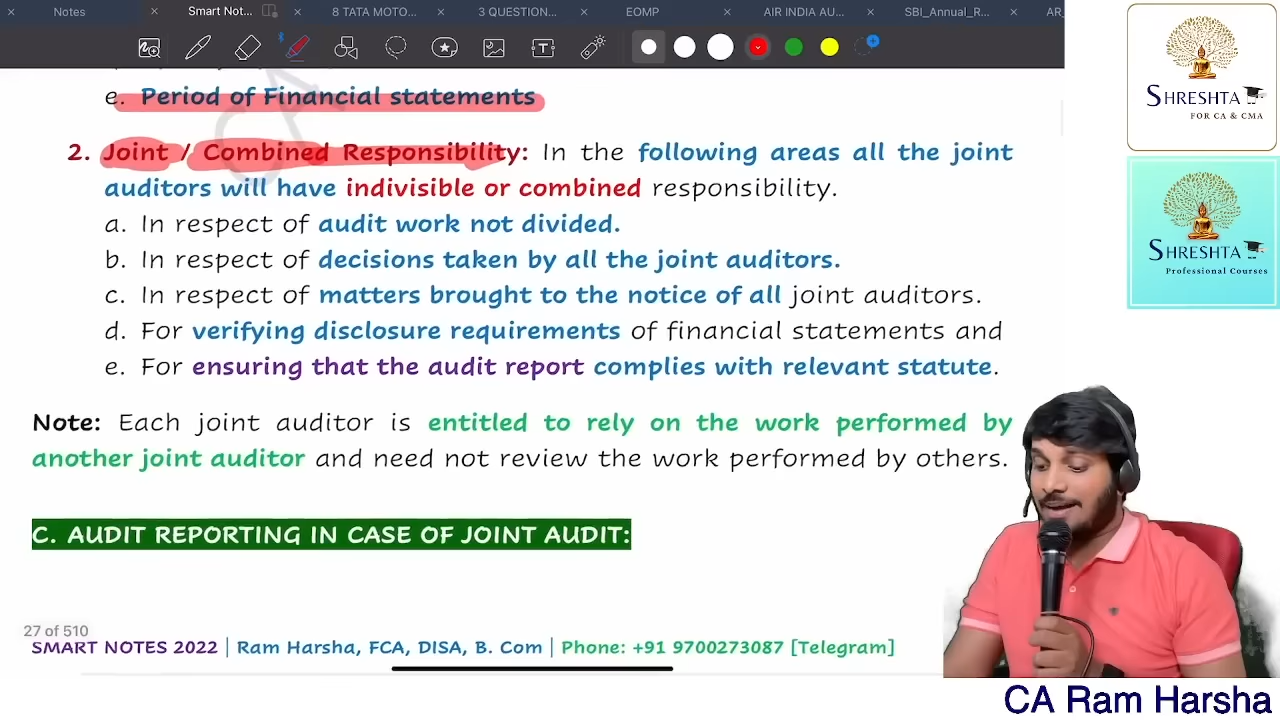 Notes
Smart Not...
8 TATA MOTO...
3 QUESTION...
EOMP
AIR INDIA AU...
SBI_Annual_R...
AR_
e. Period of Financial statements
2. Joint / Combined Responsibility: In the following areas all the joint
auditors will have indivisible or combined responsibility.
a. In respect of audit work not divided.
b. In respect of decisions taken by all the joint auditors.
c. In respect of matters brought to the notice of all joint auditors.
d. For verifying disclosure requirements of financial statements and
e. For ensuring that the audit report complies with relevant statute.
Note: Each joint auditor is entitled to rely on the work performed by
another joint auditor and need not review the work performed by others.
C. AUDIT REPORTING IN CASE OF JOINT AUDIT:
27 of 510
SMART NOTES 2022 | Ram Harsha, FCA, DISA, B. Com | Phone: +91 9700273087 [Telegram]
SHRESHTA
FOR CA & CMA
SHRESHTA
Professional Courses
CA Ram Harsha